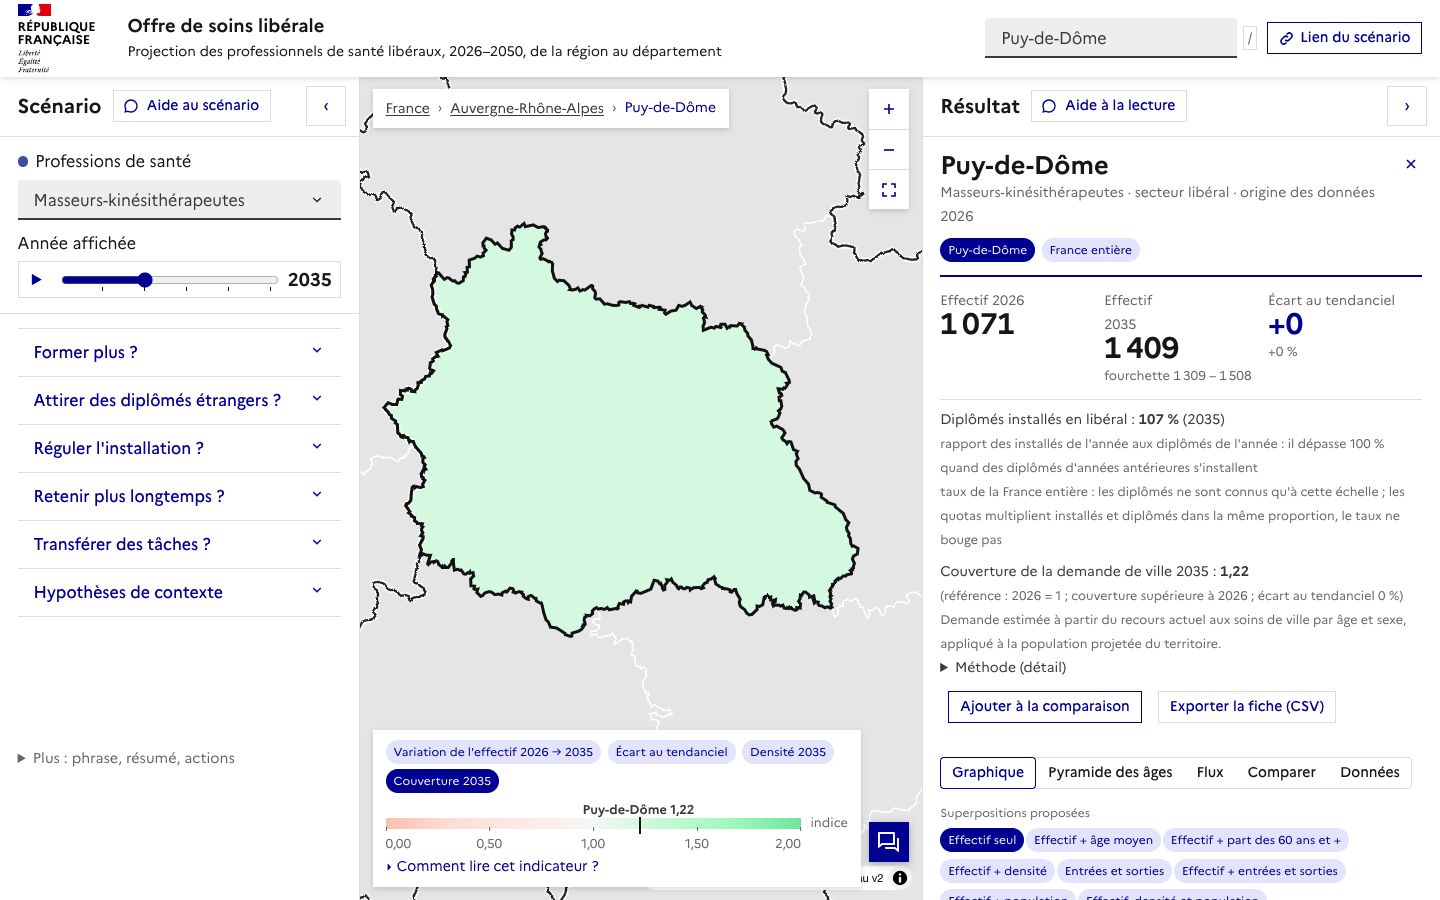 RÉPUBLIQUE
FRANÇAISE
Liberté
Égalité
Fraternité
Offre de soins libérale
Projection des professionnels de santé libéraux, 2026–2050, de la région au département
Puy-de-Dôme
/
Lien du scénario
Scénario
Aide au scénario
‹
Professions de santé
Masseurs-kinésithérapeutes
Année affichée
2035
Former plus ?
Attirer des diplômés étrangers ?
Réguler l'installation ?
Retenir plus longtemps ?
Transférer des tâches ?
Hypothèses de contexte
Plus : phrase, résumé, actions
France › Auvergne-Rhône-Alpes › Puy-de-Dôme
+
−
Variation de l'effectif 2026 → 2035
Écart au tendanciel
Densité 2035
Couverture 2035
Puy-de-Dôme 1,22
indice
0,00 0,50 1,00 1,50 2,00
Comment lire cet indicateur ?
v2
Résultat
Aide à la lecture
›
Puy-de-Dôme
×
Masseurs-kinésithérapeutes · secteur libéral · origine des données
2026
Puy-de-Dôme
France entière
Effectif 2026
1 071
Effectif
2035
1 409
fourchette 1 309 – 1 508
Écart au tendanciel
+0
+0 %
Diplômés installés en libéral : 107 % (2035)
rapport des installés de l'année aux diplômés de l'année : il dépasse 100 %
quand des diplômés d'années antérieures s'installent
taux de la France entière : les diplômés ne sont connus qu'à cette échelle ; les
quotas multiplient installés et diplômés dans la même proportion, le taux ne
bouge pas
Couverture de la demande de ville 2035 : 1,22
(référence : 2026 = 1 ; couverture supérieure à 2026 ; écart au tendanciel 0 %)
Demande estimée à partir du recours actuel aux soins de ville par âge et sexe,
appliqué à la population projetée du territoire.
Méthode (détail)
Ajouter à la comparaison
Exporter la fiche (CSV)
Graphique
Pyramide des âges
Flux
Comparer
Données
Superpositions proposées
Effectif seul
Effectif + âge moyen
Effectif + part des 60 ans et +
Effectif + densité
Entrées et sorties
Effectif + entrées et sorties
Effectif + population
Effectif, densité et population